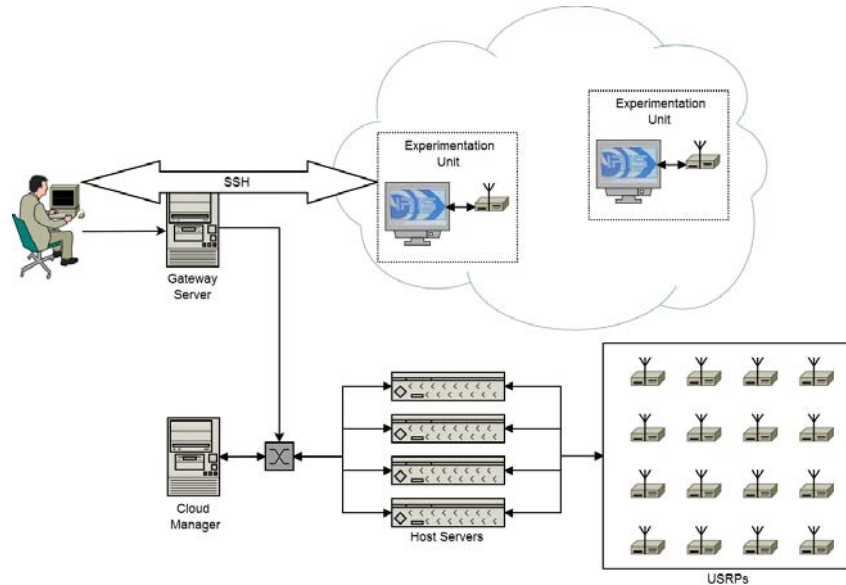 Experimentation
Unit
Experimentation
Unit
SSH
Gateway
Server
Cloud
Manager
Host Servers
USRPs